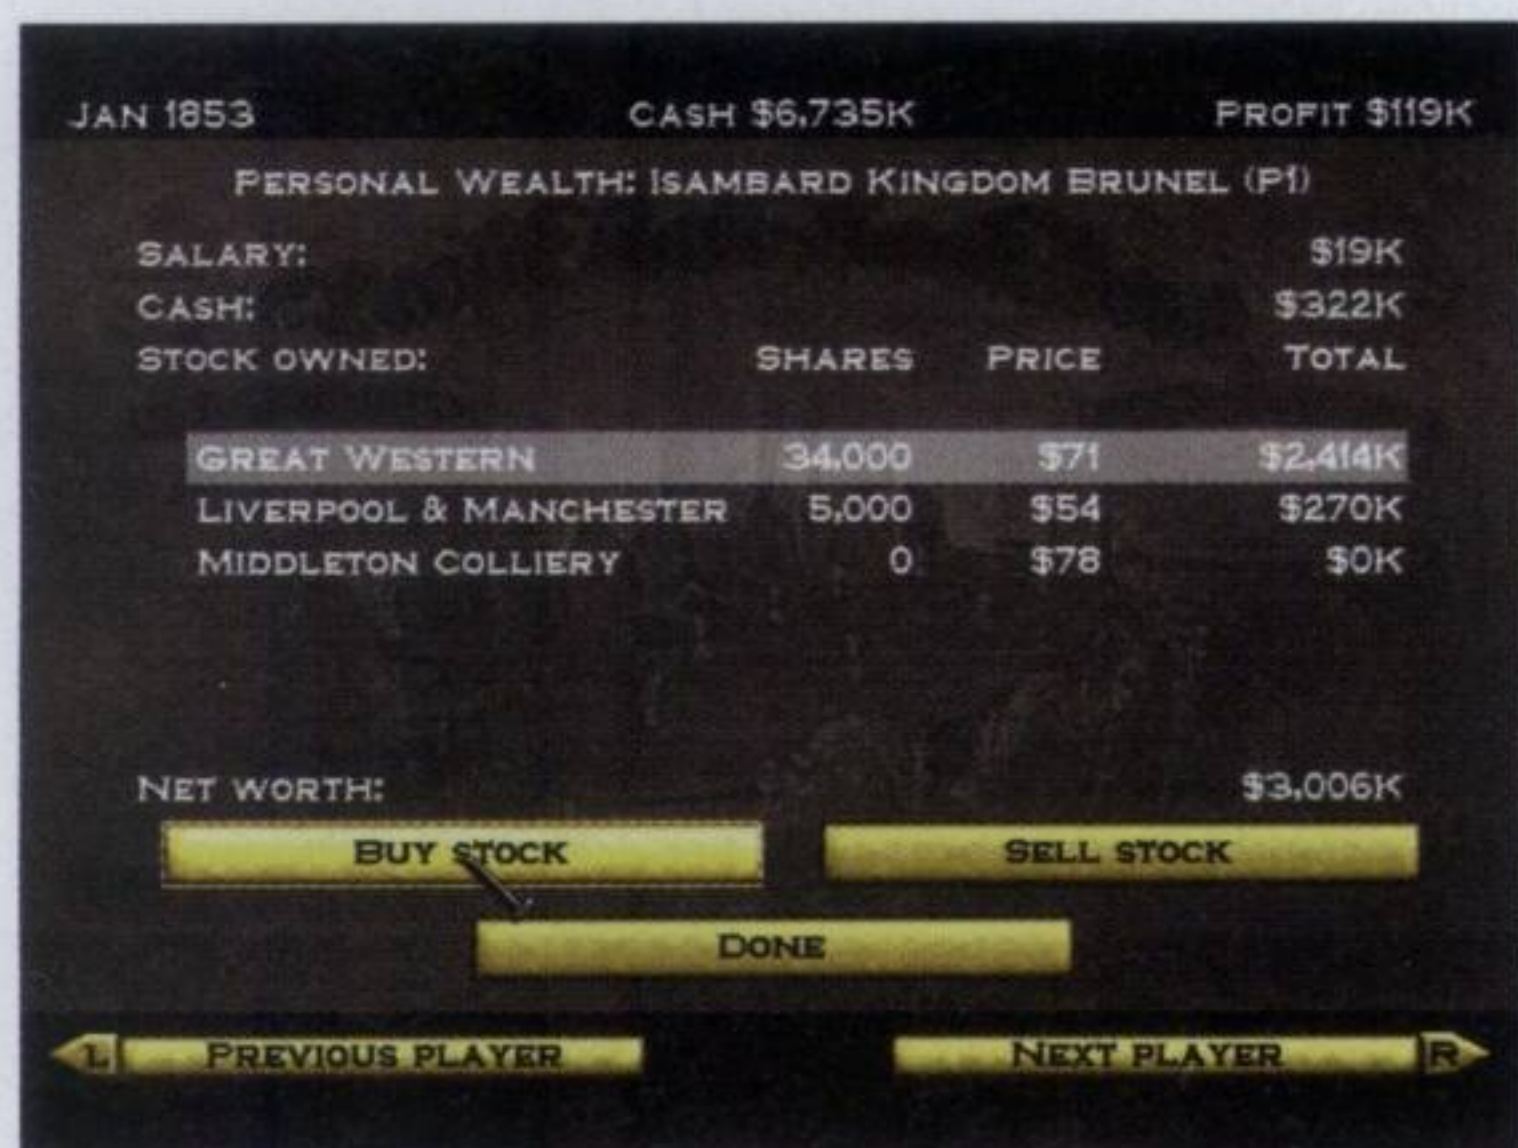 JAN 1853 CASH $6,735K PROFIT $119K
PERSONAL WEALTH: ISAMBARD KINGDOM BRUNEL (P1)
SALARY: $19K
CASH: $322K
STOCK OWNED: SHARES PRICE TOTAL
GREAT WESTERN 34,000 $71 $2,414K
LIVERPOOL & MANCHESTER 5,000 $54 $270K
MIDDLETON COLLIERY 0 $78 $0K
NET WORTH: $3,006K
BUY STOCK SELL STOCK
DONE
L PREVIOUS PLAYER NEXT PLAYER R